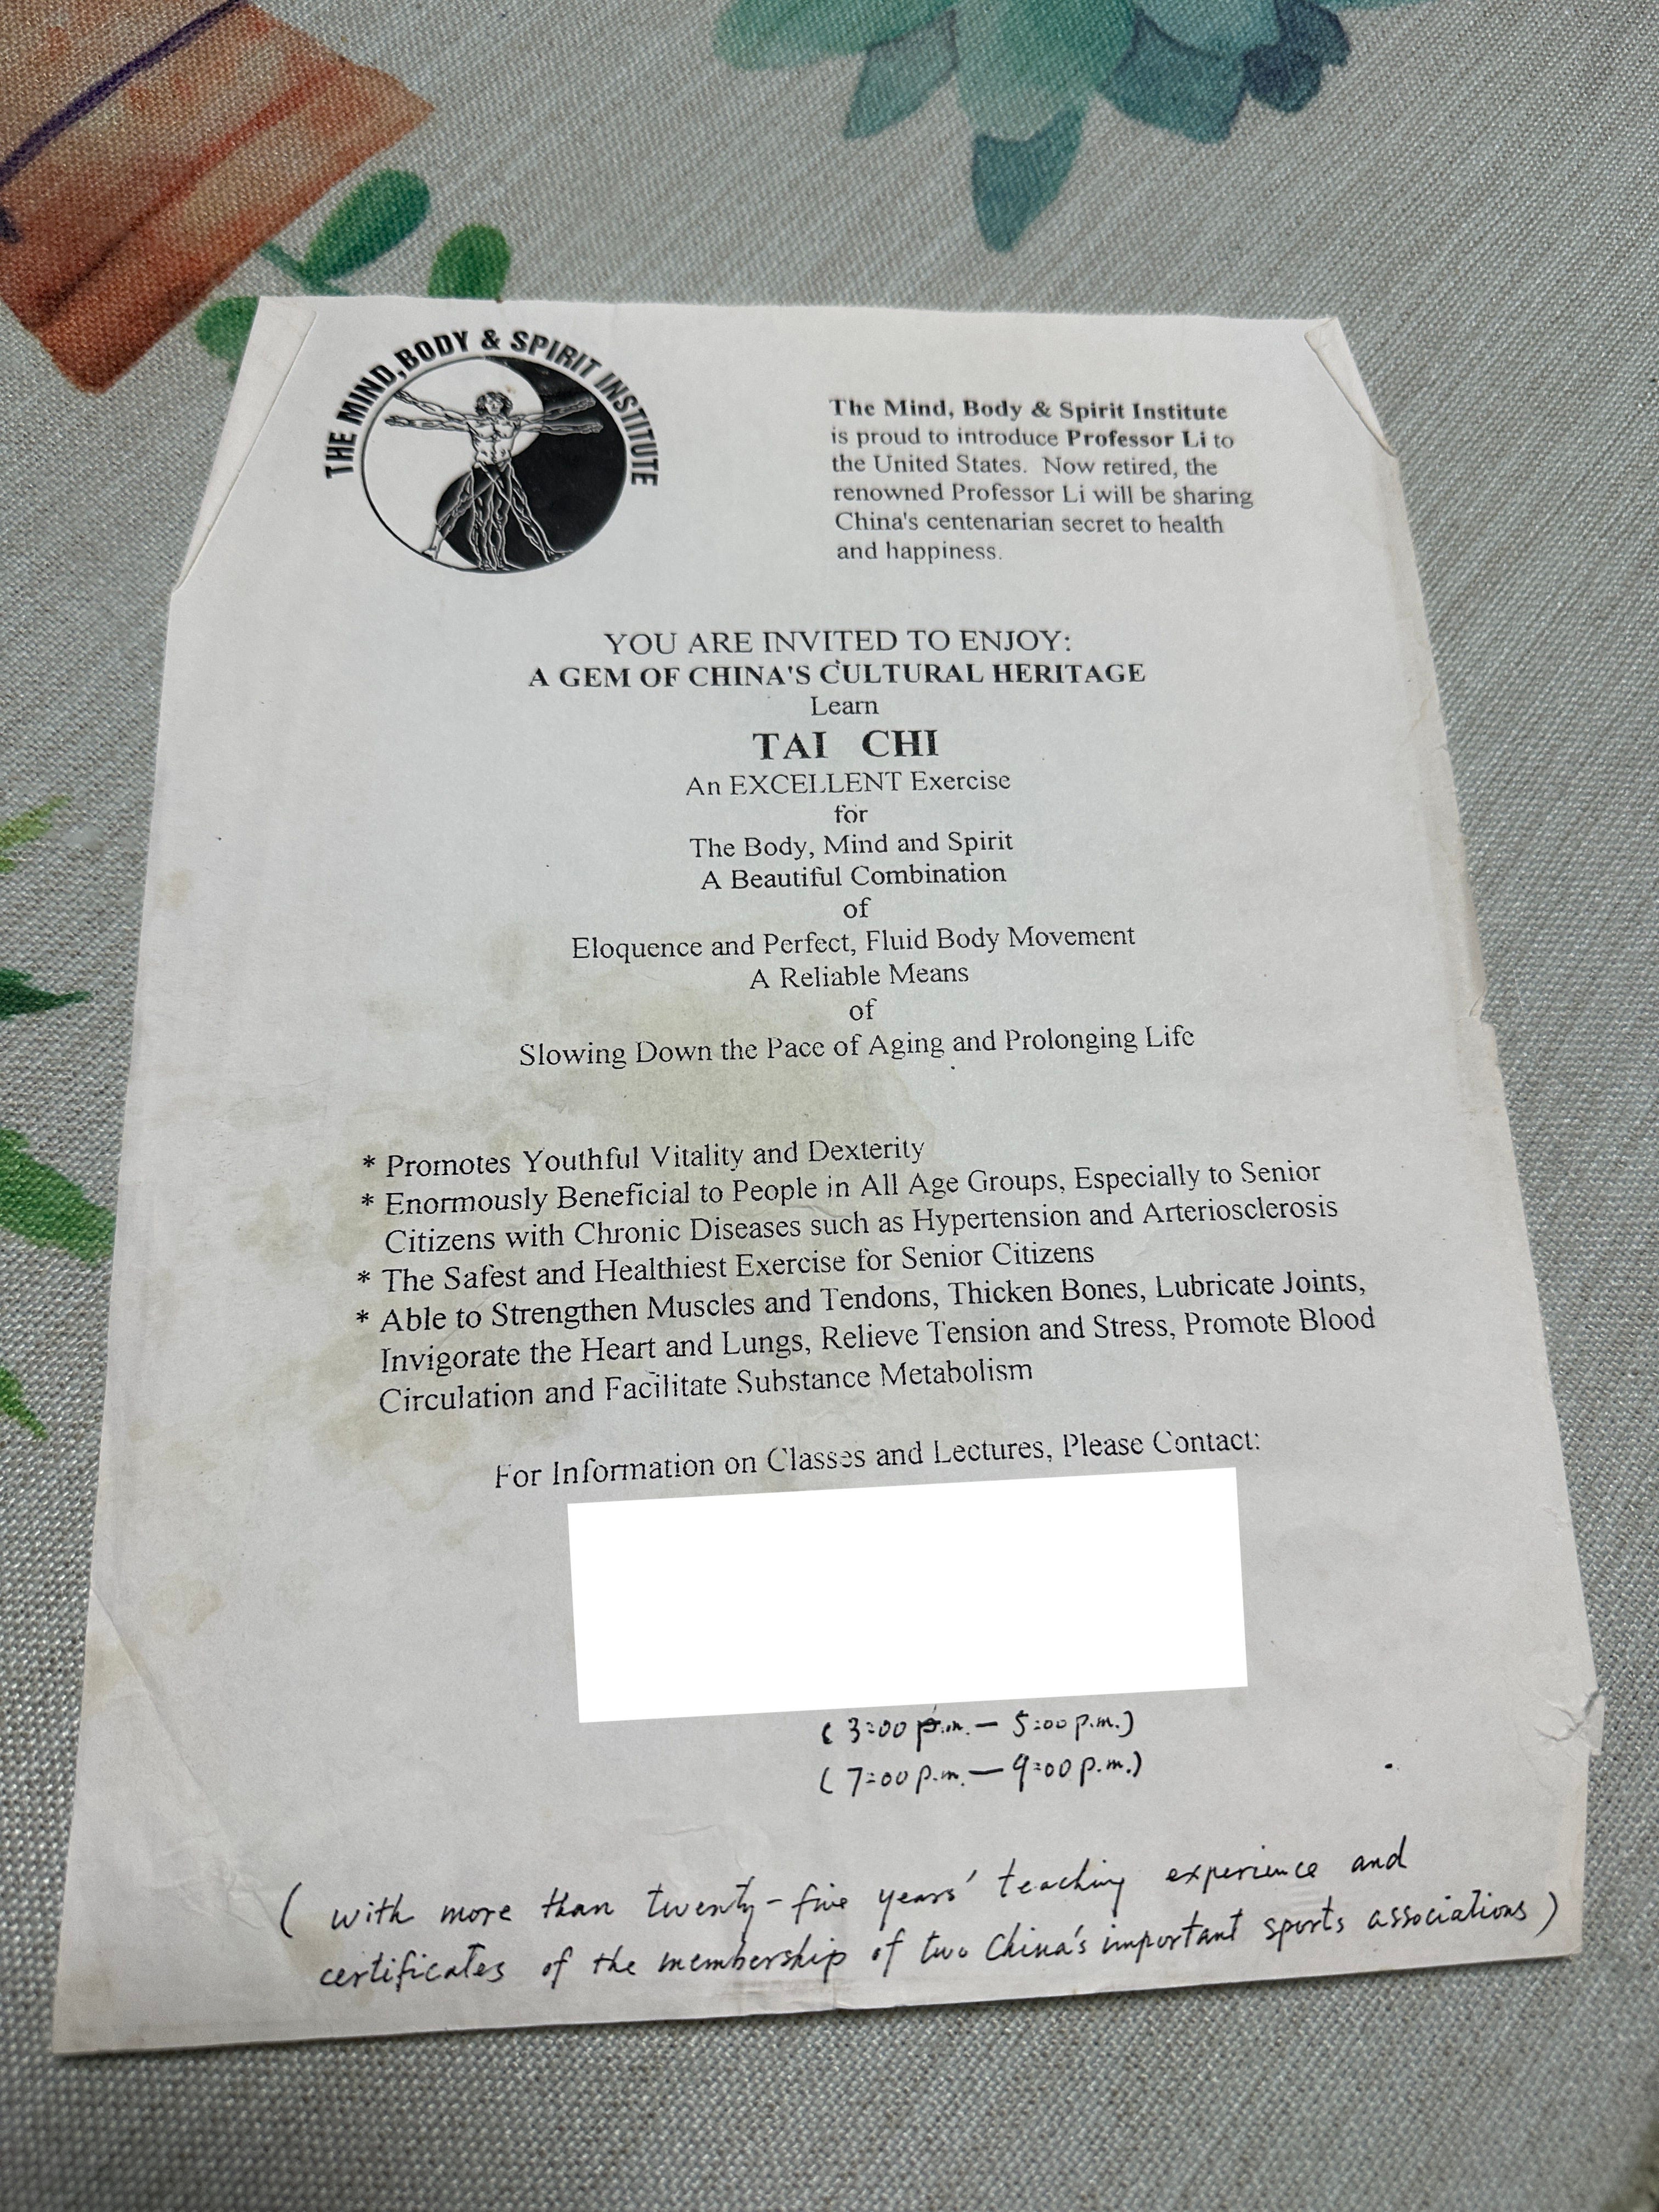 THE MIND, BODY & SPIRIT INSTITUTE
The Mind, Body & Spirit Institute
is proud to introduce Professor Li to
the United States. Now retired, the
renowned Professor Li will be sharing
China's centenarian secret to health
and happiness.
YOU ARE INVITED TO ENJOY:
A GEM OF CHINA'S CULTURAL HERITAGE
Learn
TAI CHI
An EXCELLENT Exercise
for
The Body, Mind and Spirit
A Beautiful Combination
of
Eloquence and Perfect, Fluid Body Movement
A Reliable Means
of
Slowing Down the Pace of Aging and Prolonging Life
* Promotes Youthful Vitality and Dexterity
* Enormously Beneficial to People in All Age Groups, Especially to Senior
Citizens with Chronic Diseases such as Hypertension and Arteriosclerosis
* The Safest and Healthiest Exercise for Senior Citizens
* Able to Strengthen Muscles and Tendons, Thicken Bones, Lubricate Joints,
Invigorate the Heart and Lungs, Relieve Tension and Stress, Promote Blood
Circulation and Facilitate Substance Metabolism
For Information on Classes and Lectures, Please Contact:
(3:00 p.m. — 5:00 p.m.)
(7:00 p.m. — 9:00 p.m.)
( with more than twenty-five years' teaching experience and
certificates of the membership of two China's important sports associations )